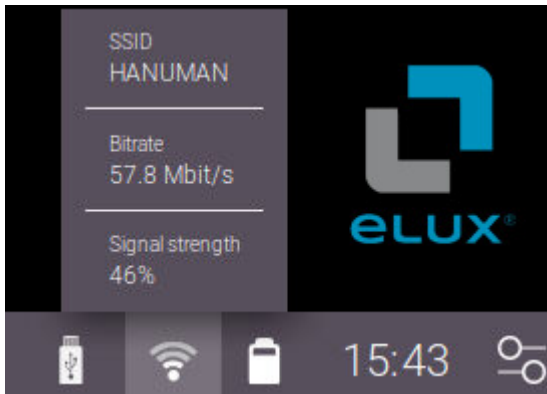 SSID
HANUMAN
Bitrate
57.8 Mbit/s
Signal strength
46%
eLUX®
15:43